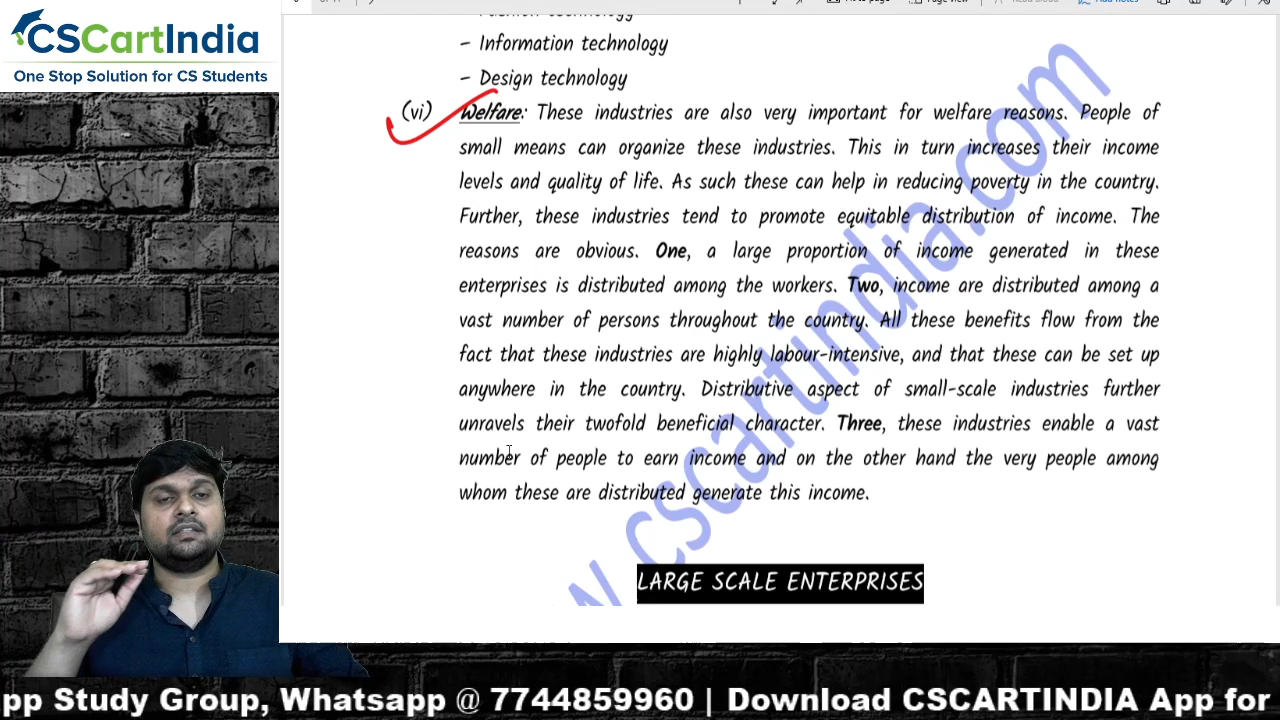 CSCartIndia
One Stop Solution for CS Students
– Information technology
– Design technology
(vi) Welfare: These industries are also very important for welfare reasons. People of
small means can organize these industries. This in turn increases their income
levels and quality of life. As such these can help in reducing poverty in the country.
Further, these industries tend to promote equitable distribution of income. The
reasons are obvious. One, a large proportion of income generated in these
enterprises is distributed among the workers. Two, income are distributed among a
vast number of persons throughout the country. All these benefits flow from the
fact that these industries are highly labour-intensive, and that these can be set up
anywhere in the country. Distributive aspect of small-scale industries further
unravels their twofold beneficial character. Three, these industries enable a vast
number of people to earn income and on the other hand the very people among
whom these are distributed generate this income.
w.cscartindia.com
LARGE SCALE ENTERPRISES
pp Study Group, Whatsapp @ 7744859960 | Download CSCARTINDIA App for